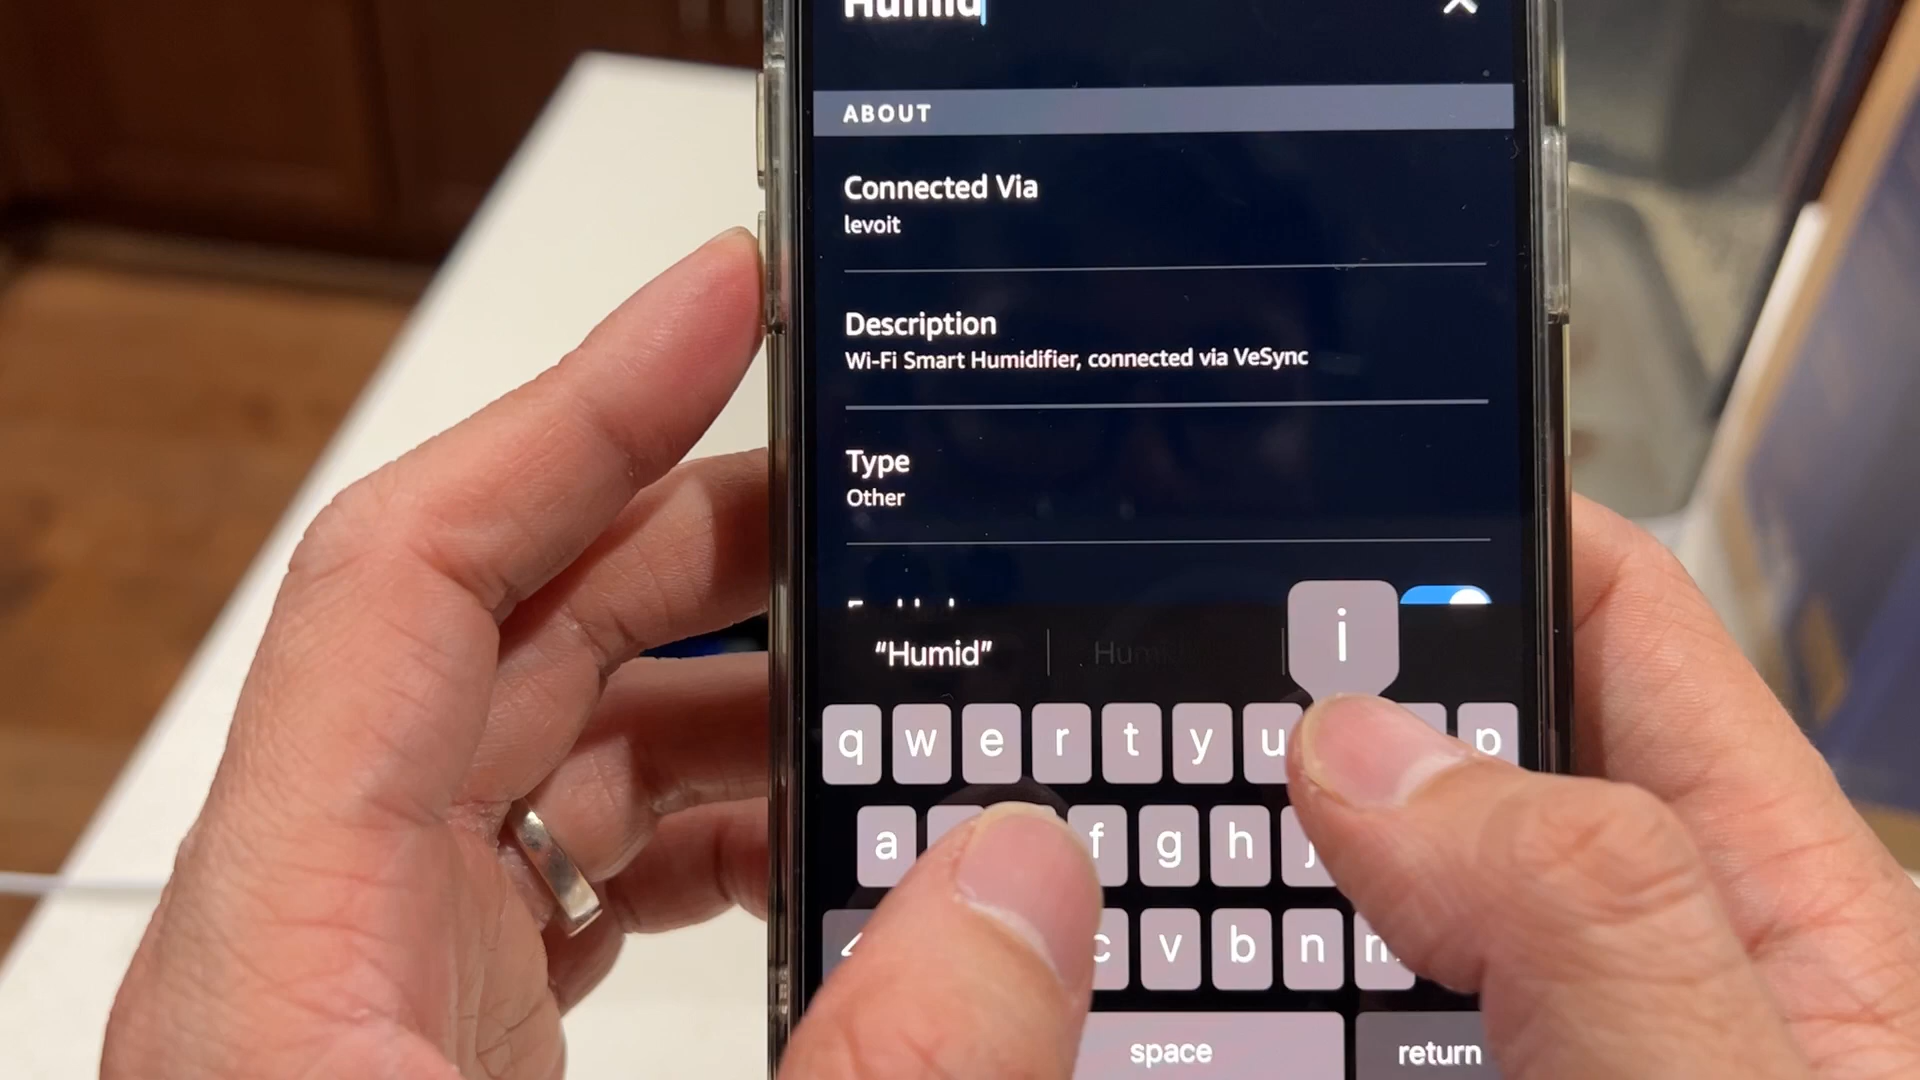 Humid
ABOUT
Connected Via
levoit
Description
Wi-Fi Smart Humidifier, connected via VeSync
Type
Other
"Humid"
i
q w e r t y u p
a f g h j
c v b n m
space return